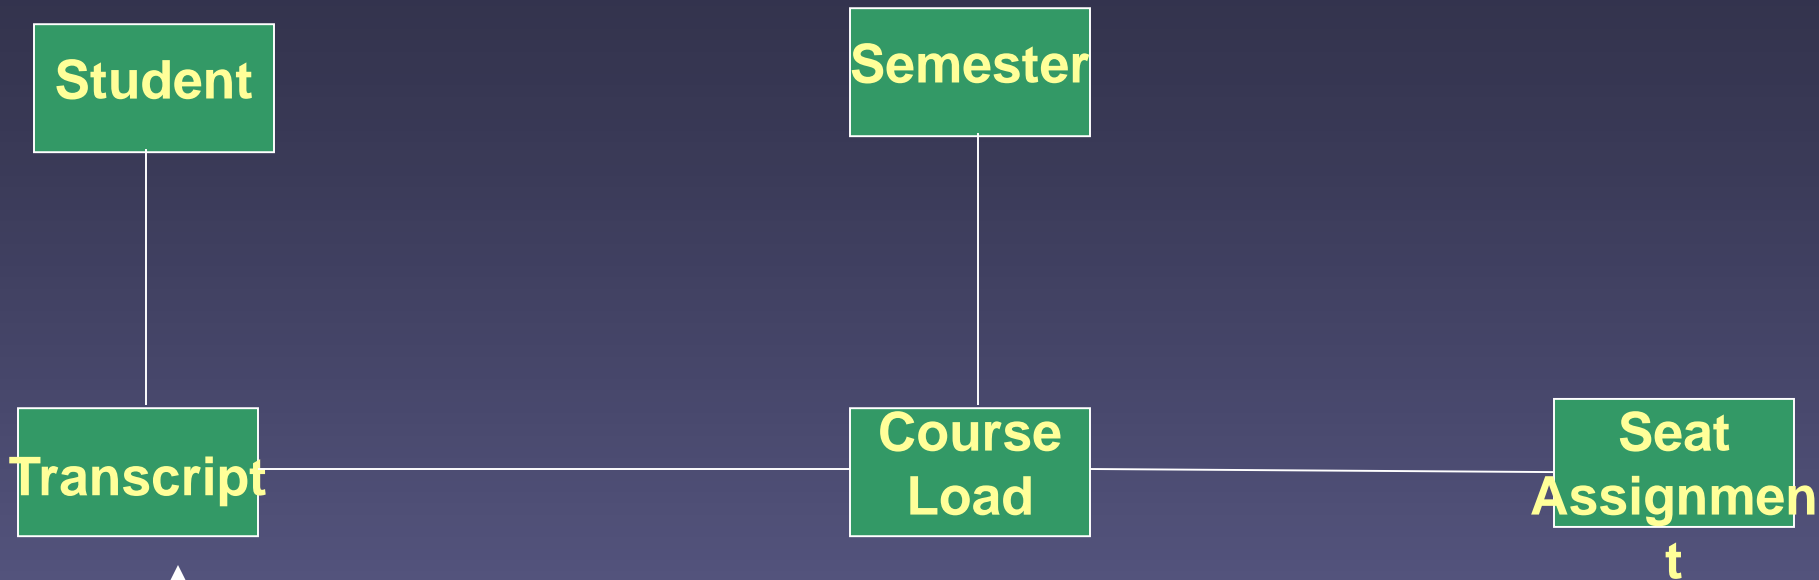 Student
Semester
Transcript
Course
Load
Seat
Assignmen
t